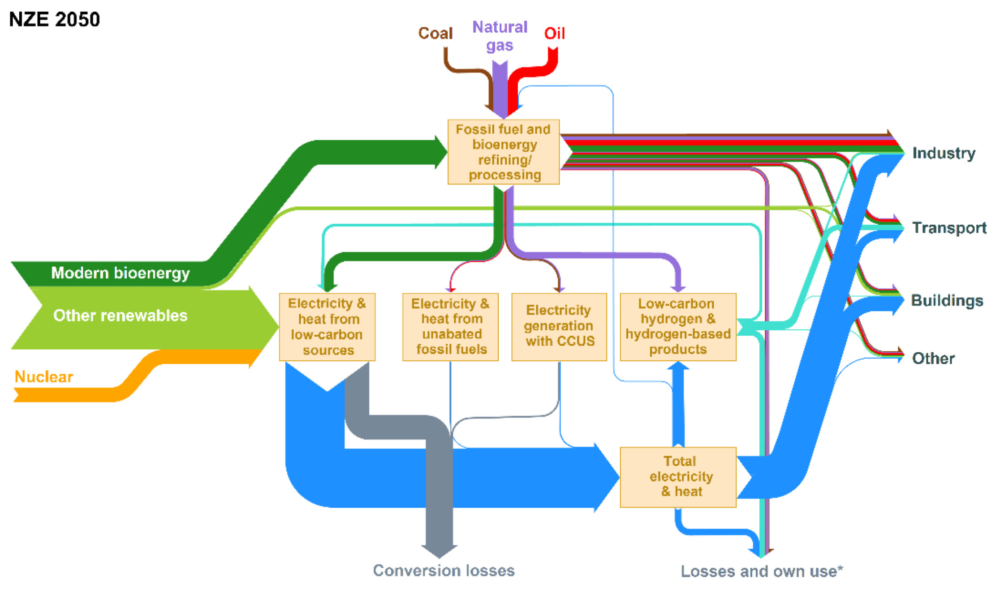 NZE 2050
Coal
Natural
gas
Oil
Fossil fuel and
bioenergy
refining/
processing
Industry
Transport
Buildings
Other
Modern bioenergy
Other renewables
Nuclear
Electricity &
heat from
low-carbon
sources
Electricity &
heat from
unabated
fossil fuels
Electricity
generation
with CCUS
Low-carbon
hydrogen &
hydrogen-based
products
Total
electricity
& heat
Conversion losses
Losses and own use*